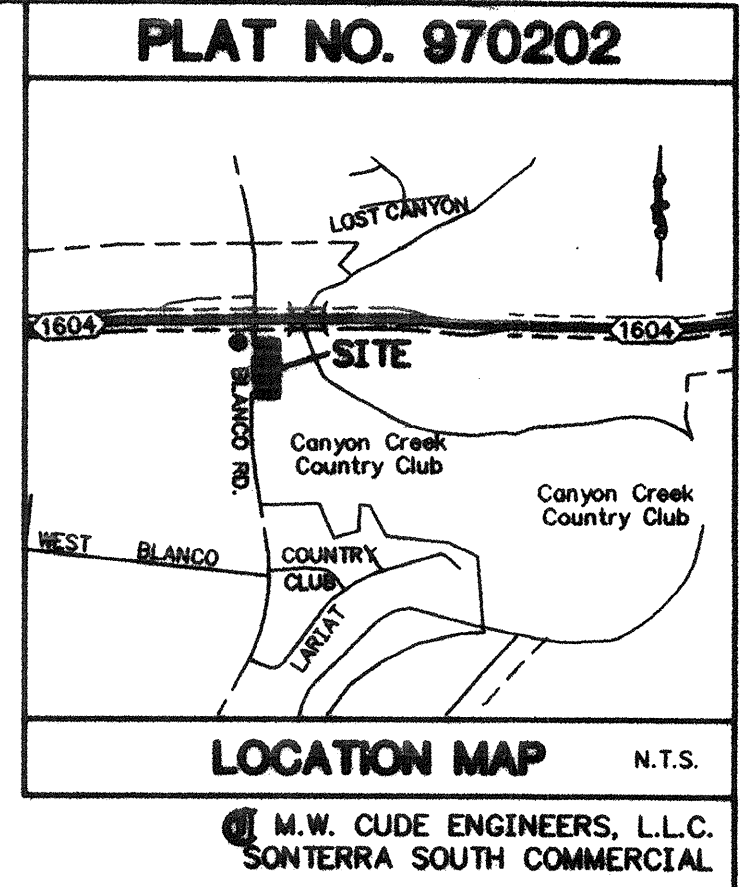 PLAT NO. 970202
LOST CANYON
1604
1604
SITE
BLANCO RD.
Canyon Creek
Country Club
Canyon Creek
Country Club
WEST BLANCO
COUNTRY
CLUB
LARIAT
LOCATION MAP N.T.S.
M.W. CUDE ENGINEERS, L.L.C.
SONTERRA SOUTH COMMERCIAL